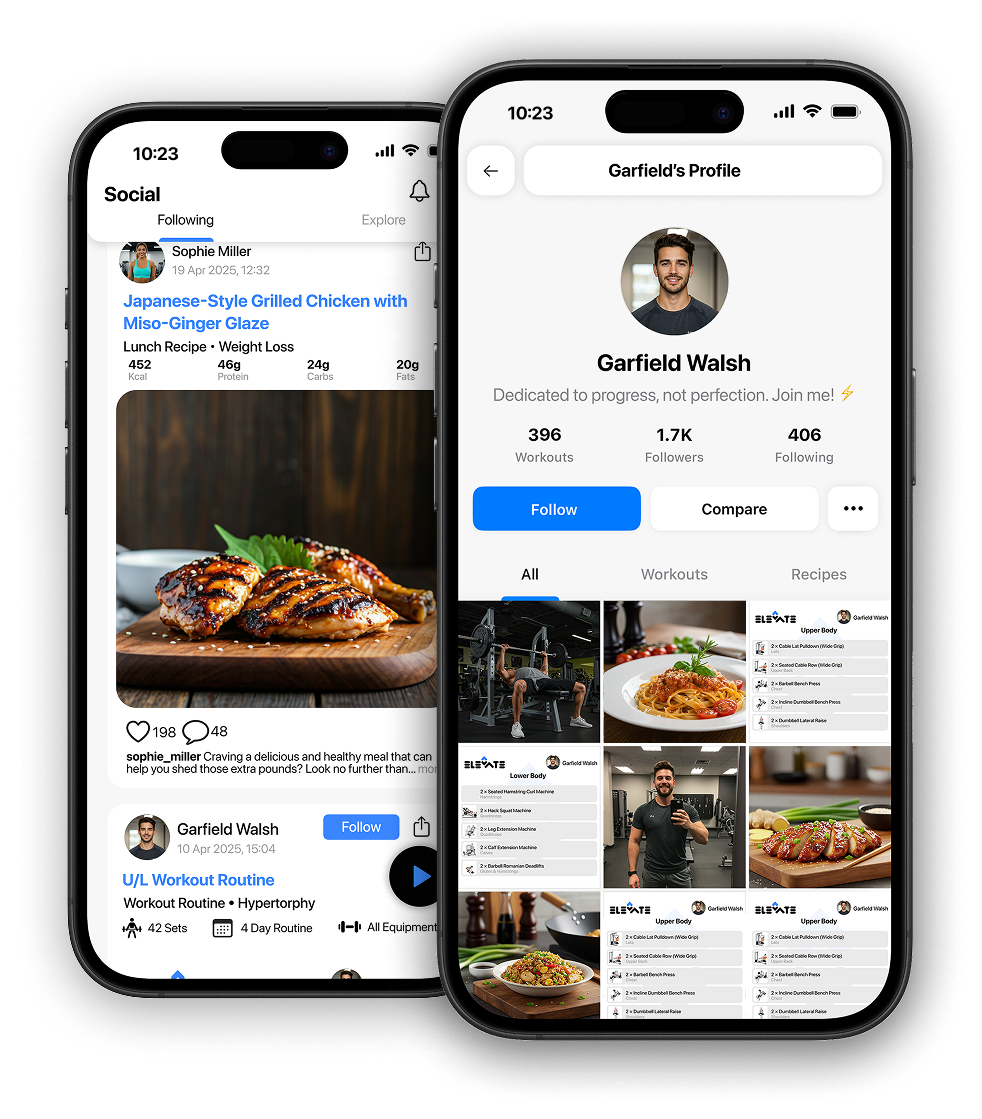 10:23
Social
Following
Explore
Sophie Miller
19 Apr 2025, 12:32
Japanese-Style Grilled Chicken with
Miso-Ginger Glaze
Lunch Recipe • Weight Loss
452
46g
24g
20g
Kcal
Protein
Carbs
Fats
198
48
sophie_miller Craving a delicious and healthy meal that can
help you shed those extra pounds? Look no further than...
Garfield Walsh
Follow
10 Apr 2025, 15:04
U/L Workout Routine
Workout Routine • Hypertorphy
42 Sets
4 Day Routine
All Equipment
10:23
Garfield's Profile
Garfield Walsh
Dedicated to progress, not perfection. Join me!
396
1.7K
406
Workouts
Followers
Following
Follow
Compare
All
Workouts
Recipes
ELEVATE
Garfield Walsh
Upper Body
2 × Cable Lat Pulldown (Wide Grip)
Lats
2 × Seated Cable Row (Wide Grip)
Upper Back
2 × Barbell Bench Press
Chest
2 × Incline Dumbbell Bench Press
Chest
2 × Dumbbell Lateral Raise
Shoulders
ELEVATE
Garfield Walsh
Lower Body
2 × Seated Hamstring Curl Machine
Hamstrings
2 × Hack Squat Machine
Quadriceps
2 × Leg Extension Machine
Quadriceps
2 × Calf Extension Machine
Calves
2 × Barbell Romanian Deadlifts
Glutes & Hamstrings
ELEVATE
Garfield Walsh
Upper Body
2 × Cable Lat Pulldown (Wide Grip)
Lats
2 × Seated Cable Row (Wide Grip)
Upper Back
2 × Barbell Bench Press
Chest
2 × Incline Dumbbell Bench Press
Chest
2 × Dumbbell Lateral Raise
Shoulders
ELEVATE
Garfield Walsh
Upper Body
2 × Cable Lat Pulldown (Wide Grip)
Lats
2 × Seated Cable Row (Wide Grip)
Upper Back
2 × Barbell Bench Press
Chest
2 × Incline Dumbbell Bench Press
Chest
2 × Dumbbell Lateral Raise